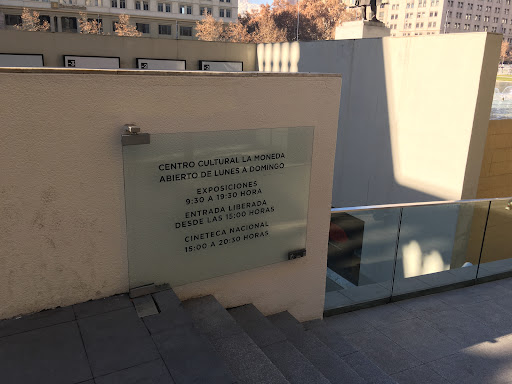 CENTRO CULTURAL LA MONEDA
ABIERTO DE LUNES A DOMINGO
EXPOSICIONES
9:30 A 19:30 HORA
ENTRADA LIBERADA
DESDE LAS 15:00 HORAS
CINETECA NACIONAL
15:00 A 20:30 HORAS